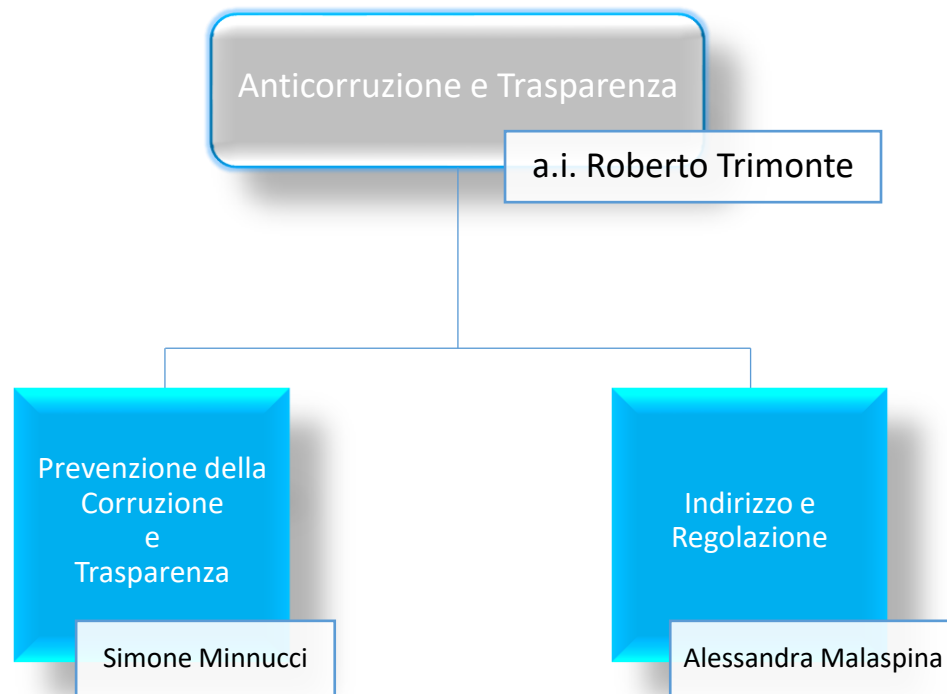 Anticorruzione e Trasparenza
a.i. Roberto Trimonte
Prevenzione della
Corruzione
e
Trasparenza
Simone Minnucci
Indirizzo e
Regolazione
Alessandra Malaspina